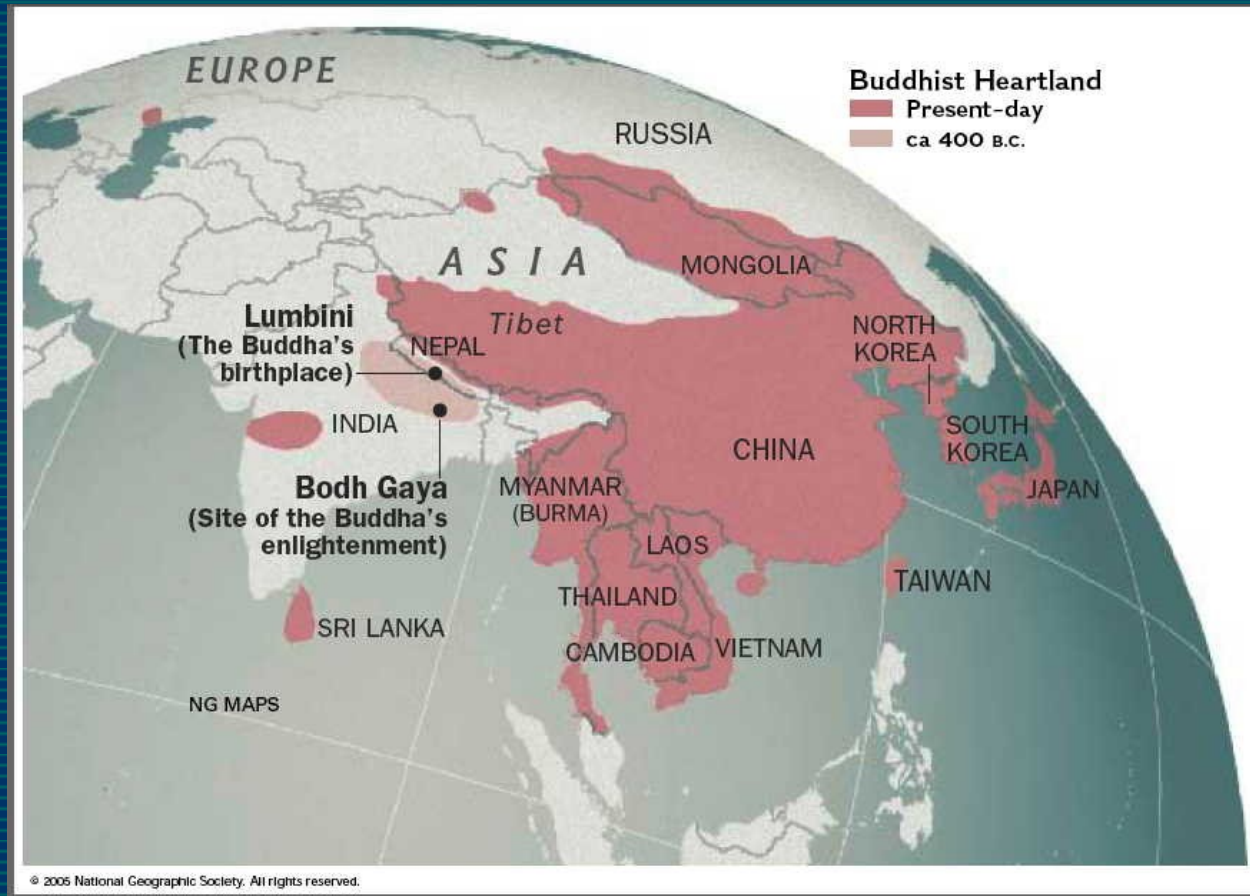 EUROPE
Buddhist Heartland
Present-day
ca 400 B.C.
RUSSIA
ASIA
MONGOLIA
Lumbini
(The Buddha's
birthplace)
Tibet
NEPAL
NORTH
KOREA
INDIA
SOUTH
KOREA
CHINA
JAPAN
Bodh Gaya
(Site of the Buddha's
enlightenment)
MYANMAR
(BURMA)
LAOS
TAIWAN
THAILAND
SRI LANKA
CAMBODIA
VIETNAM
NG MAPS
© 2005 National Geographic Society. All rights reserved.